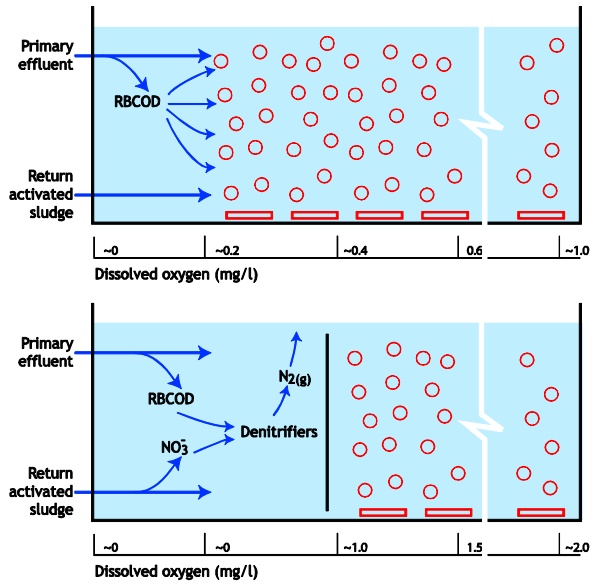 Primary
effluent
RBCOD
Return
activated
sludge
~0
~0.2
~0.4
0.6
~1.0
Dissolved oxygen (mg/l)
Primary
effluent
RBCOD
N2(g)
NO3-
Denitrifiers
Return
activated
sludge
~0
~0
~1.0
1.5
~2.0
Dissolved oxygen (mg/l)